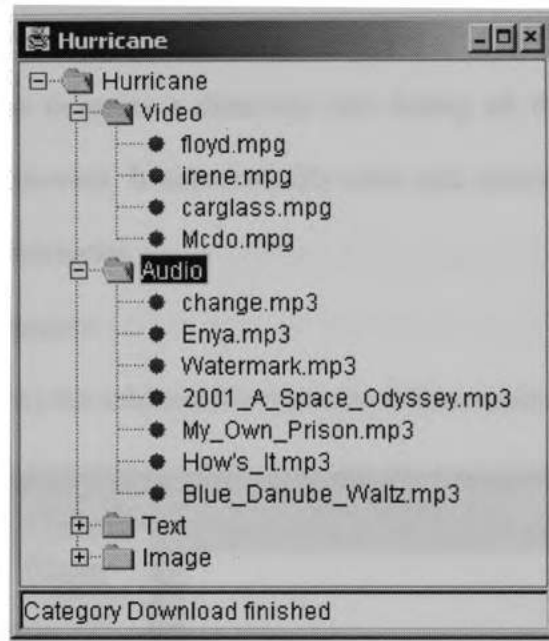 Hurricane
Hurricane
Video
floyd.mpg
irene.mpg
carglass.mpg
Mcdo.mpg
Audio
change.mp3
Enya.mp3
Watermark.mp3
2001_A_Space_Odyssey.mp3
My_Own_Prison.mp3
How's_It.mp3
Blue_Danube_Waltz.mp3
Text
Image
Category Download finished